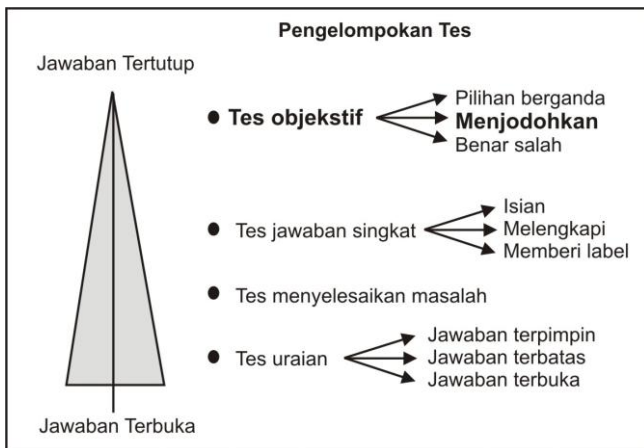 Pengelompokan Tes
Jawaban Tertutup
Tes objekstif
Pilihan berganda
Menjodohkan
Benar salah
Tes jawaban singkat
Isian
Melengkapi
Memberi label
Tes menyelesaikan masalah
Tes uraian
Jawaban terpimpin
Jawaban terbatas
Jawaban terbuka
Jawaban Terbuka